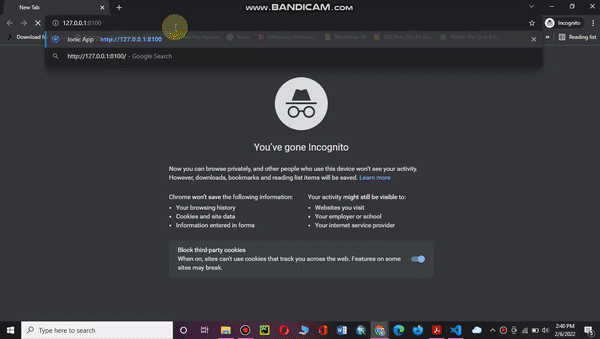 New Tab
www.BANDICAM.com
127.0.0.1:8100
Incognito
Ionic App - http://127.0.0.1:8100
http://127.0.0.1:8100/ - Google Search
Download
Reading list
You've gone Incognito
Now you can browse privately, and other people who use this device won't see your activity.
However, downloads, bookmarks and reading list items will be saved. Learn more
Chrome won't save the following information:
• Your browsing history
• Cookies and site data
• Information entered in forms
Your activity might still be visible to:
• Websites you visit
• Your employer or school
• Your internet service provider
Block third-party cookies
When on, sites can't use cookies that track you across the web. Features on some
sites may break.
Type here to search
2:40 PM
2/6/2022